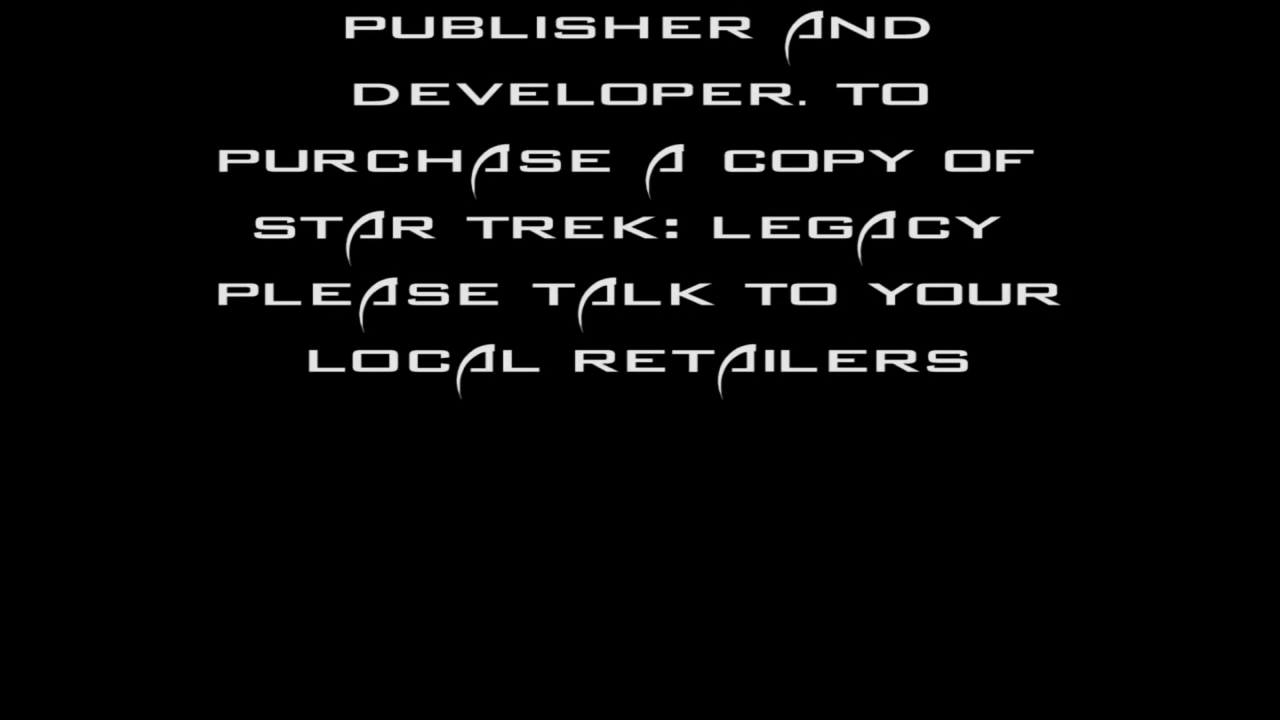 PUBLISHER AND
DEVELOPER. TO
PURCHASE A COPY OF
STAR TREK: LEGACY
PLEASE TALK TO YOUR
LOCAL RETAILERS